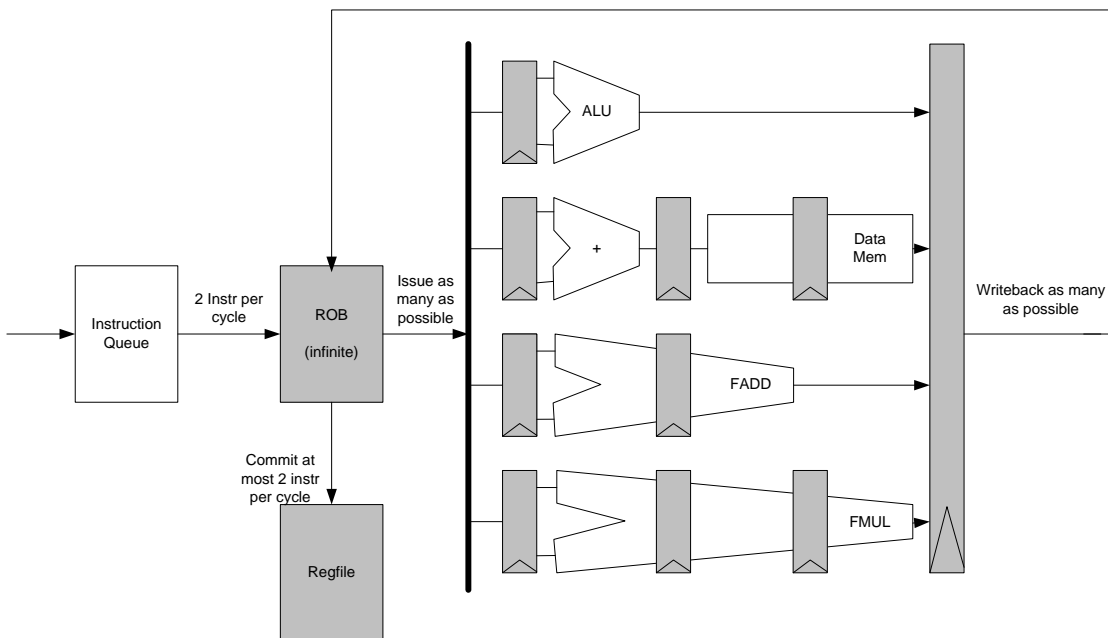 ALU
+
Data
Mem
Instruction
Queue
2 Instr per
cycle
ROB
(infinite)
Issue as
many as
possible
Writeback as many
as possible
FADD
Commit at
most 2 instr
per cycle
Regfile
FMUL